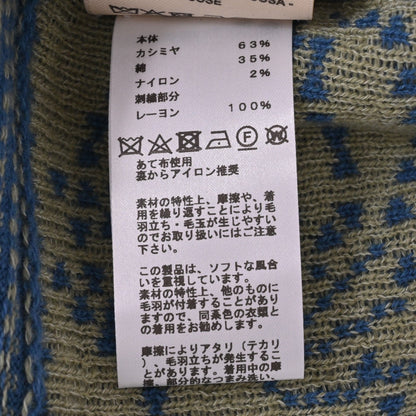 本体
カシミヤ 63%
綿 35%
ナイロン 2%
刺繍部分
レーヨン 100%
あて布使用
裏からアイロン推奨
素材の特性上、摩擦や、着
用を繰り返すことにより毛
羽立ち・毛玉が生じやすい
のでお取り扱いにはご注意
下さい。
この製品は、ソフトな風合
いを重視しています。
素材の特性上、他のものに
毛羽が付着することがあり
ますので、同系色の衣類と
の着用をお勧めします。
摩擦によりアタリ（テカリ
）、毛羽立ちが発生するこ